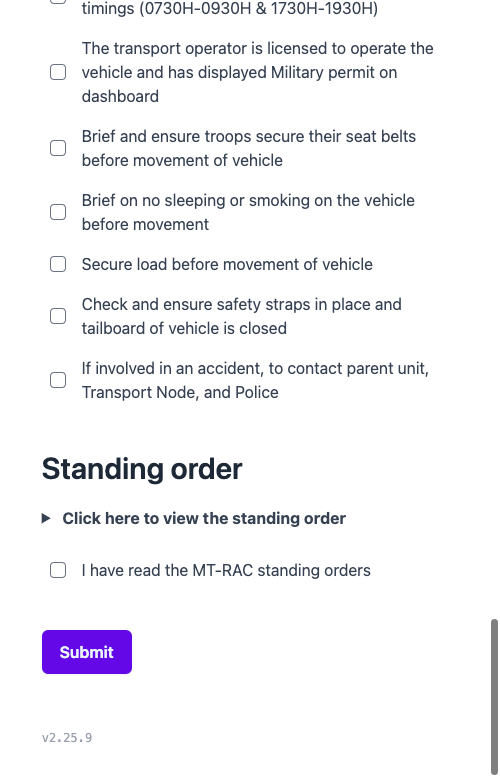 timings (0730H-0930H & 1730H-1930H)
The transport operator is licensed to operate the
vehicle and has displayed Military permit on
dashboard
Brief and ensure troops secure their seat belts
before movement of vehicle
Brief on no sleeping or smoking on the vehicle
before movement
Secure load before movement of vehicle
Check and ensure safety straps in place and
tailboard of vehicle is closed
If involved in an accident, to contact parent unit,
Transport Node, and Police
Standing order
Click here to view the standing order
I have read the MT-RAC standing orders
Submit
v2.25.9